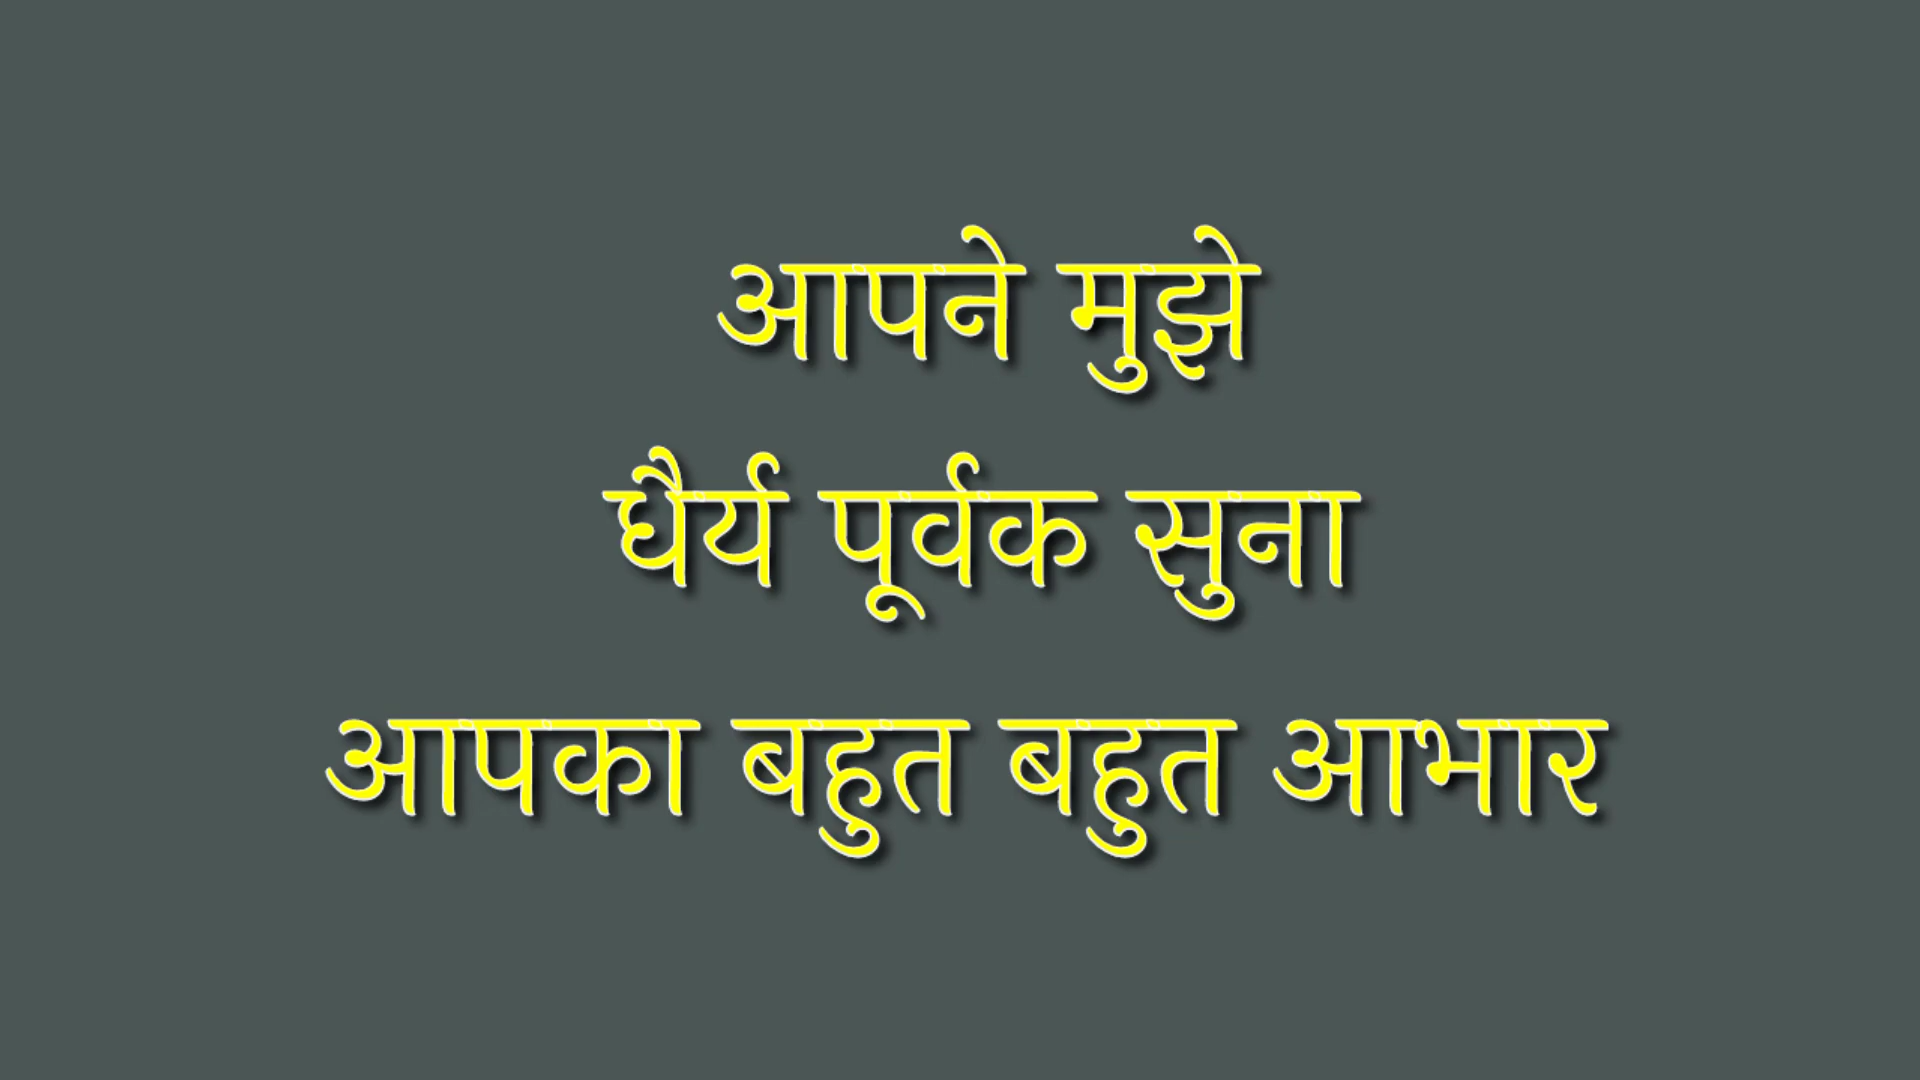 आपने मुझे
धैर्य पूर्वक सुना
आपका बहुत बहुत आभार